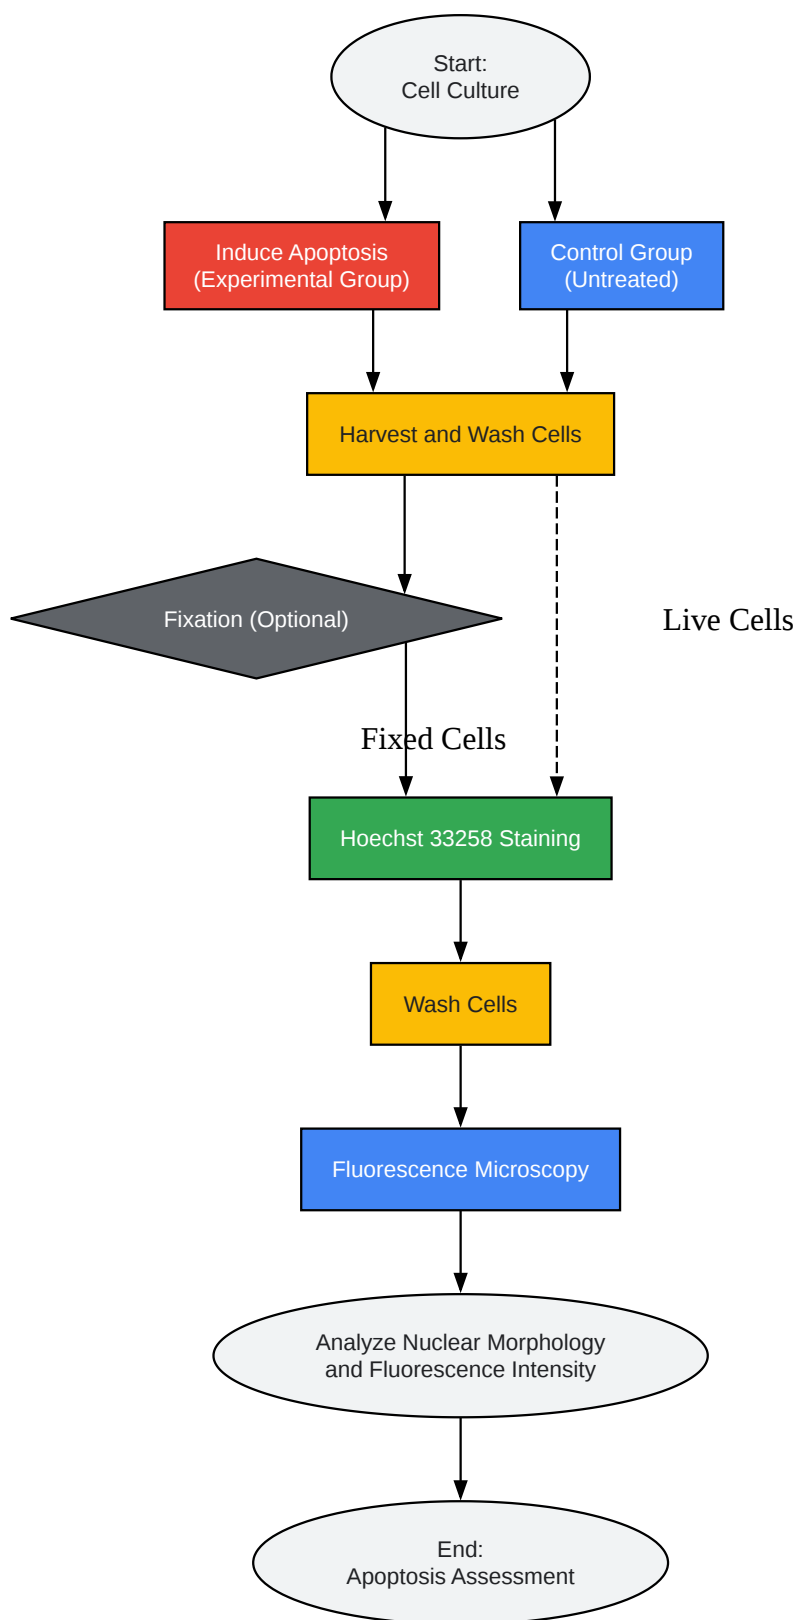 Start:
Cell Culture
Induce Apoptosis
(Experimental Group)
Control Group
(Untreated)
Harvest and Wash Cells
Fixation (Optional)
Live Cells
Fixed Cells
Hoechst 33258 Staining
Wash Cells
Fluorescence Microscopy
Analyze Nuclear Morphology
and Fluorescence Intensity
End:
Apoptosis Assessment